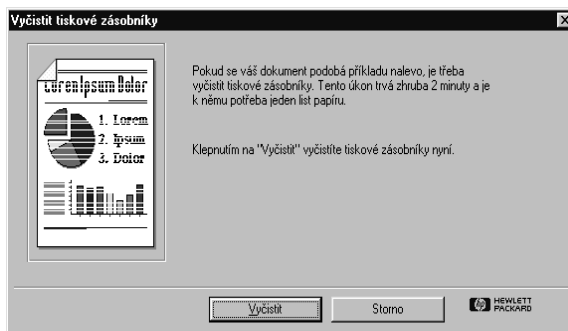 Vyčistit tiskové zásobníky
Lorem Ipsum Dolor
1. Lorem
2. Ipsum
3. Dolor
Pokud se váš dokument podobá příkladu nalevo, je třeba
vyčistit tiskové zásobníky. Tento úkon trvá zhruba 2 minuty a je
k němu potřeba jeden list papíru.
Klepnutím na "Vyčistit" vyčistíte tiskové zásobníky nyní.
Vyčistit
Storno
hp
HEWLETT
PACKARD